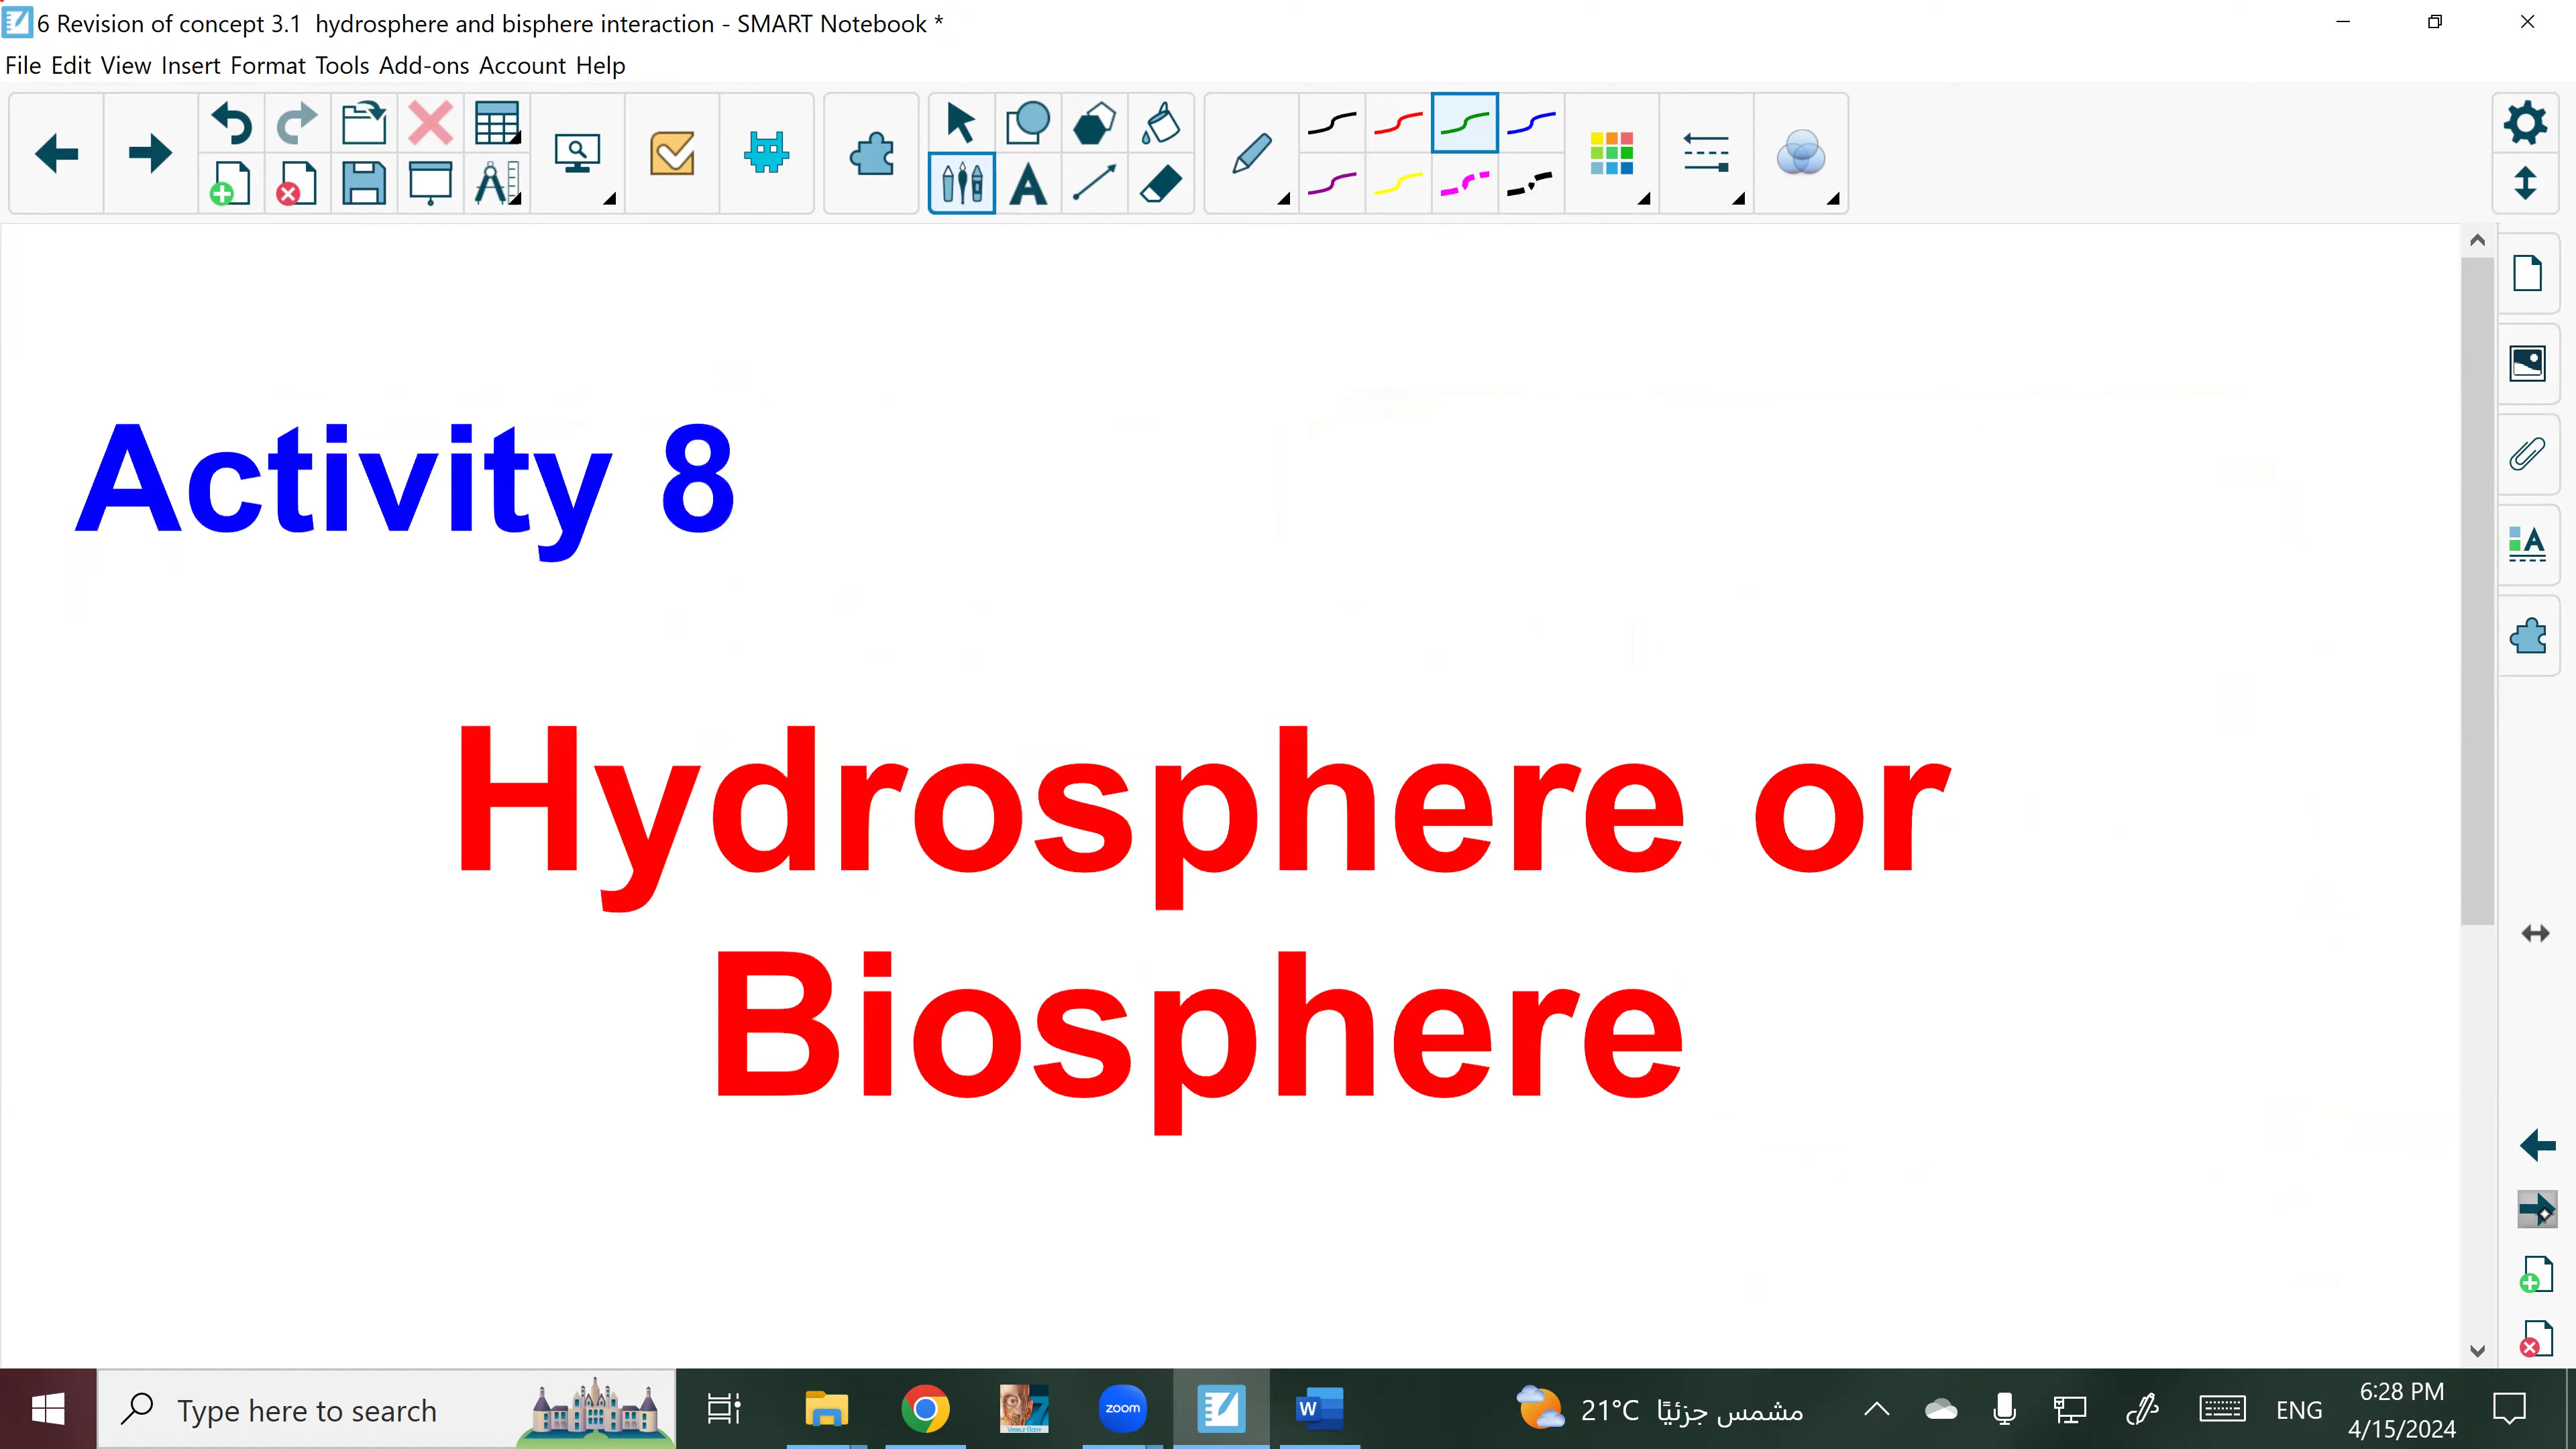 6 Revision of concept 3.1  hydrosphere and bisphere interaction - SMART Notebook *
File Edit View Insert Format Tools Add-ons Account Help
Activity 8
Hydrosphere or
Biosphere
Type here to search
zoom
W
21°C مشمس جزئيًا
ENG
6:28 PM
4/15/2024